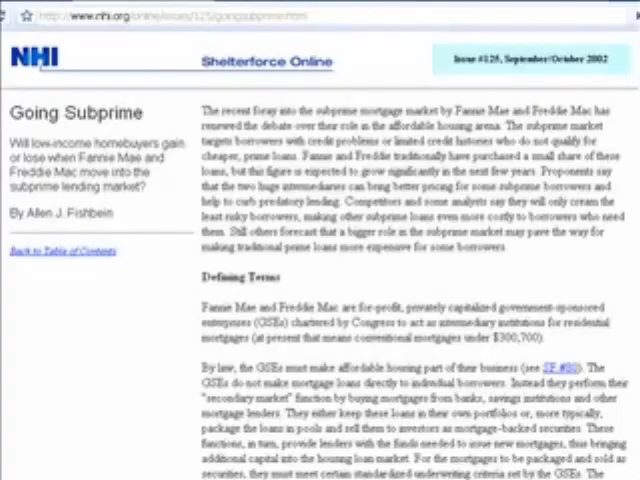 http://www.nhi.org/online/issues/125/goingsubprime.html
NHI
Shelterforce Online
Issue #125, September/October 2002
Going Subprime
Will low-income homebuyers gain
or lose when Fannie Mae and
Freddie Mac move into the
subprime lending market?
By Allen J. Fishbein
Back to Table of Contents
The recent foray into the subprime mortgage market by Fannie Mae and Freddie Mac has
renewed the debate over their role in the affordable housing arena. The subprime market
targets borrowers with credit problems or limited credit histories who do not qualify for
cheaper, prime loans. Fannie and Freddie traditionally have purchased a small share of these
loans, but this figure is expected to grow significantly in the next few years. Proponents say
that the two huge intermediaries can bring better pricing for some subprime borrowers and
help to curb predatory lending. Competitors and some analysts say they will only cream the
least risky borrowers, making other subprime loans even more costly to borrowers who need
them. Still others forecast that a bigger role in the subprime market may pave the way for
making traditional prime loans more expensive for some borrowers.
Defining Terms
Fannie Mae and Freddie Mac are for-profit, privately capitalized government-sponsored
enterprises (GSEs) chartered by Congress to act as intermediary institutions for residential
mortgages (at present that means conventional mortgages under $300,700).
By law, the GSEs must make affordable housing part of their business (see SF #80). The
GSEs do not make mortgage loans directly to individual borrowers. Instead they perform their
"secondary market" function by buying mortgages from banks, savings institutions and other
mortgage lenders. They either keep these loans in their own portfolios or, more typically,
package the loans in pools and sell them to investors as mortgage-backed securities. These
functions, in turn, provide lenders with the funds needed to issue new mortgages, thus bringing
additional capital into the housing loan market. For the mortgages to be packaged and sold as
securities, they must meet certain standardized underwriting criteria set by the GSEs. The